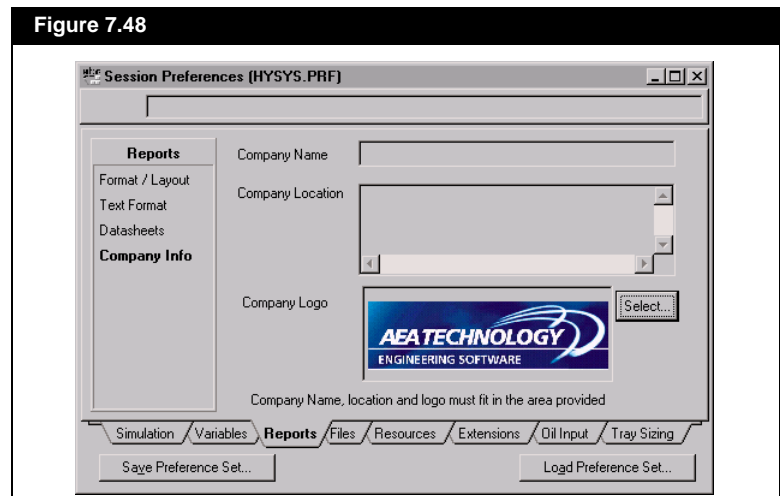 Figure 7.48
Session Preferences (HYSYS.PRF)
Reports
Format / Layout
Text Format
Datasheets
Company Info
Company Name
Company Location
Company Logo
AEA TECHNOLOGY
ENGINEERING SOFTWARE
Select...
Company Name, location and logo must fit in the area provided
Simulation Variables Reports Files Resources Extensions Oil Input Tray Sizing
Save Preference Set... Load Preference Set...